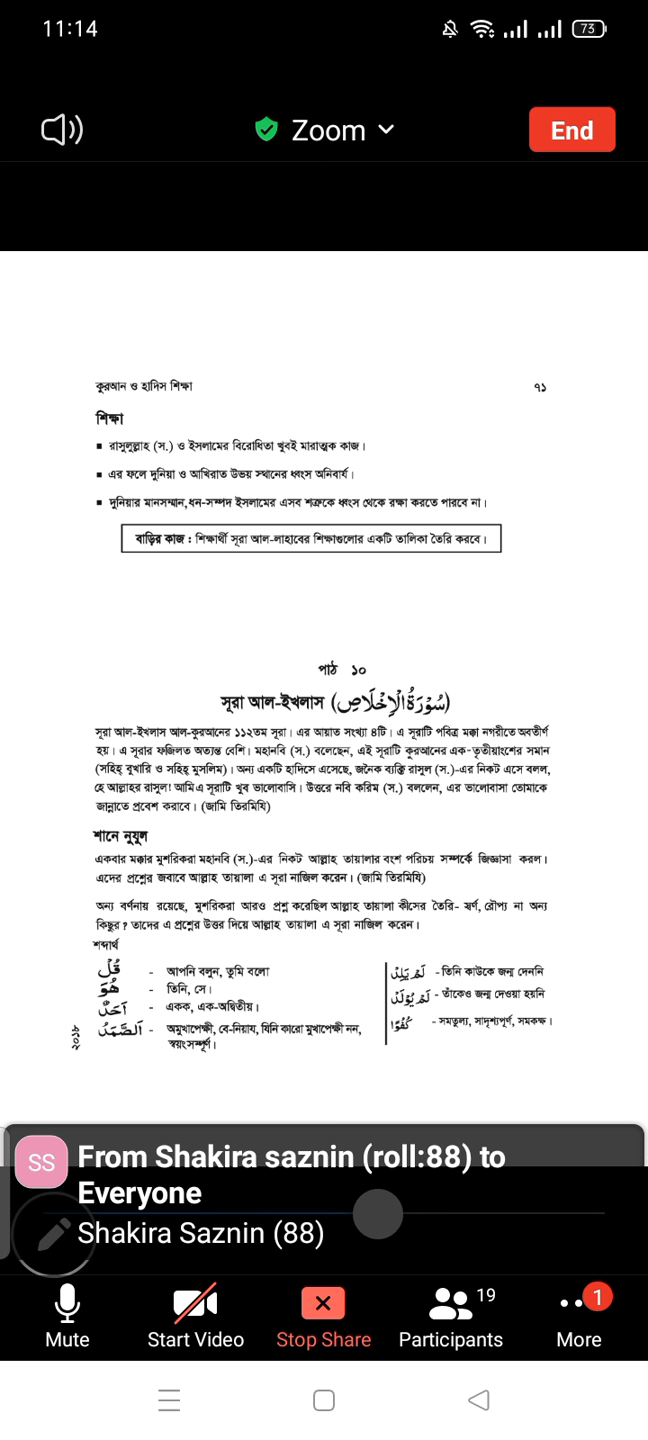 11:14
73
Zoom
End
কুরআন ও হাদিস শিক্ষা ৭১
শিক্ষা
▪ রাসুলুল্লাহ (স.) ও ইসলামের বিরোধিতা খুবই মারাত্মক কাজ।
▪ এর ফলে দুনিয়া ও আখিরাত উভয় স্থানের ধ্বংস অনিবার্য।
▪ দুনিয়ার মানসম্মান,ধন-সম্পদ ইসলামের এসব শত্রুকে ধ্বংস থেকে রক্ষা করতে পারবে না।
বাড়ির কাজ : শিক্ষার্থী সূরা আল-লাহাবের শিক্ষাগুলোর একটি তালিকা তৈরি করবে।
পাঠ ১০
সূরা আল-ইখলাস (سُوْرَةُ الْإِخْلَاصِ)
সূরা আল-ইখলাস আল-কুরআনের ১১২তম সূরা। এর আয়াত সংখ্যা ৪টি। এ সূরাটি পবিত্র মক্কা নগরীতে অবতীর্ণ
হয়। এ সূরার ফজিলত অত্যন্ত বেশি। মহানবি (স.) বলেছেন, এই সূরাটি কুরআনের এক-তৃতীয়াংশের সমান
(সহিহ্ বুখারি ও সহিহ্ মুসলিম)। অন্য একটি হাদিসে এসেছে, জনৈক ব্যক্তি রাসুল (স.)-এর নিকট এসে বলল,
হে আল্লাহর রাসুল! আমি এ সূরাটি খুব ভালোবাসি। উত্তরে নবি করিম (স.) বললেন, এর ভালোবাসা তোমাকে
জান্নাতে প্রবেশ করাবে। (জামি তিরমিযি)
শানে নুযুল
একবার মক্কার মুশরিকরা মহানবি (স.)-এর নিকট আল্লাহ তায়ালার বংশ পরিচয় সম্পর্কে জিজ্ঞাসা করল।
এদের প্রশ্নের জবাবে আল্লাহ তায়ালা এ সূরা নাজিল করেন। (জামি তিরমিযি)
অন্য বর্ণনায় রয়েছে, মুশরিকরা আরও প্রশ্ন করেছিল আল্লাহ তায়ালা কীসের তৈরি- স্বর্ণ, রৌপ্য না অন্য
কিছুর? তাদের এ প্রশ্নের উত্তর দিয়ে আল্লাহ তায়ালা এ সূরা নাজিল করেন।
শব্দার্থ
قُلْ - আপনি বলুন, তুমি বলো
هُوَ - তিনি, সে।
اَحَدٌ - একক, এক-অদ্বিতীয়।
اَلصَّمَدُ - অমুখাপেক্ষী, বে-নিয়ায, যিনি কারো মুখাপেক্ষী নন,
স্বয়ংসম্পূর্ণ।
لَمْ يَلِدْ - তিনি কাউকে জন্ম দেননি
لَمْ يُوْلَدْ - তাঁকেও জন্ম দেওয়া হয়নি
كُفُوًا - সমতুল্য, সাদৃশ্যপূর্ণ, সমকক্ষ।
২০১৮
SS
From Shakira saznin (roll:88) to
Everyone
Shakira Saznin (88)
19
1
Mute
Start Video
Stop Share
Participants
More